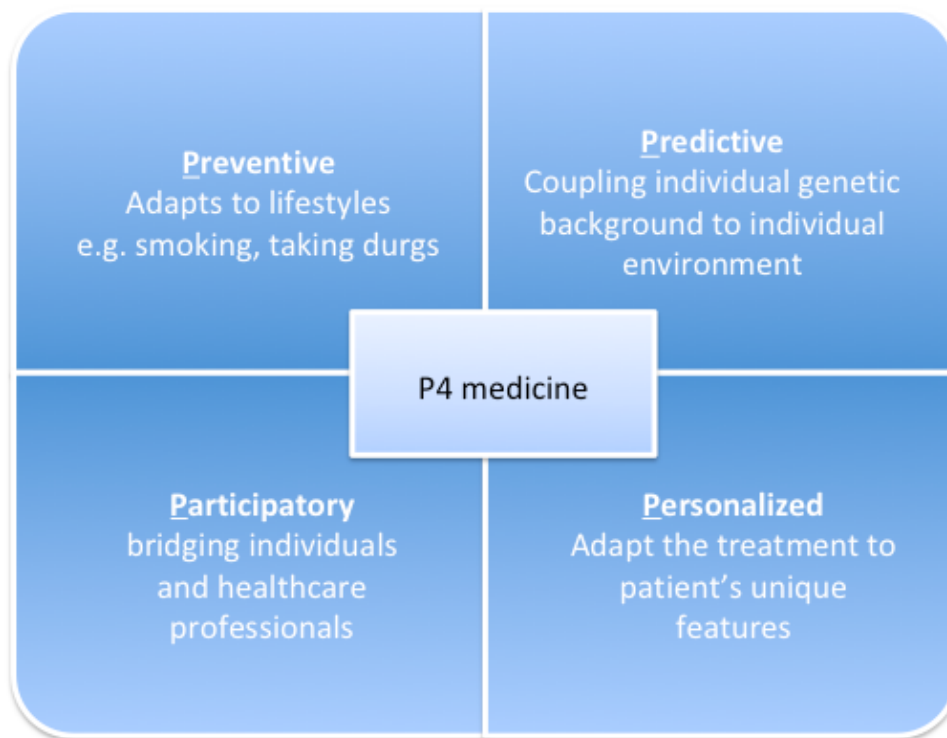 Preventive
Adapts to lifestyles
e.g. smoking, taking durgs
Predictive
Coupling individual genetic
background to individual
environment
P4 medicine
Participatory
bridging individuals
and healthcare
professionals
Personalized
Adapt the treatment to
patient’s unique
features